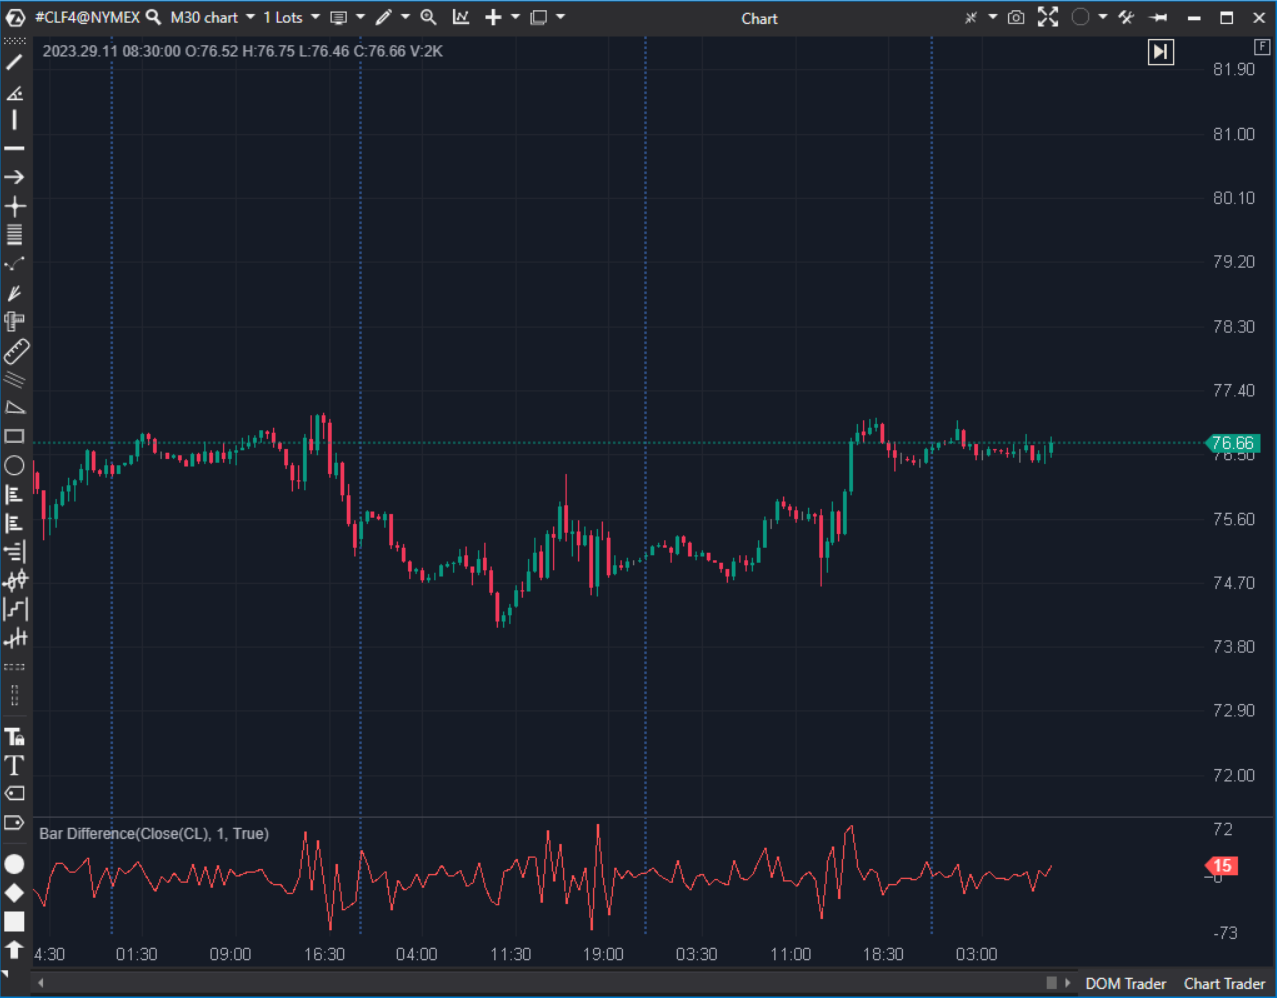 #CLF4@NYMEX M30 chart 1 Lots Chart
2023.29.11 08:30:00 O:76.52 H:76.75 L:76.46 C:76.66 V:2K
F
81.90
81.00
80.10
79.20
78.30
77.40
76.66
76.50
75.60
74.70
73.80
72.90
72.00
Bar Difference(Close(CL), 1, True)
72
15
0
-73
4:30 01:30 09:00 16:30 04:00 11:30 19:00 03:30 11:00 18:30 03:00
DOM Trader Chart Trader